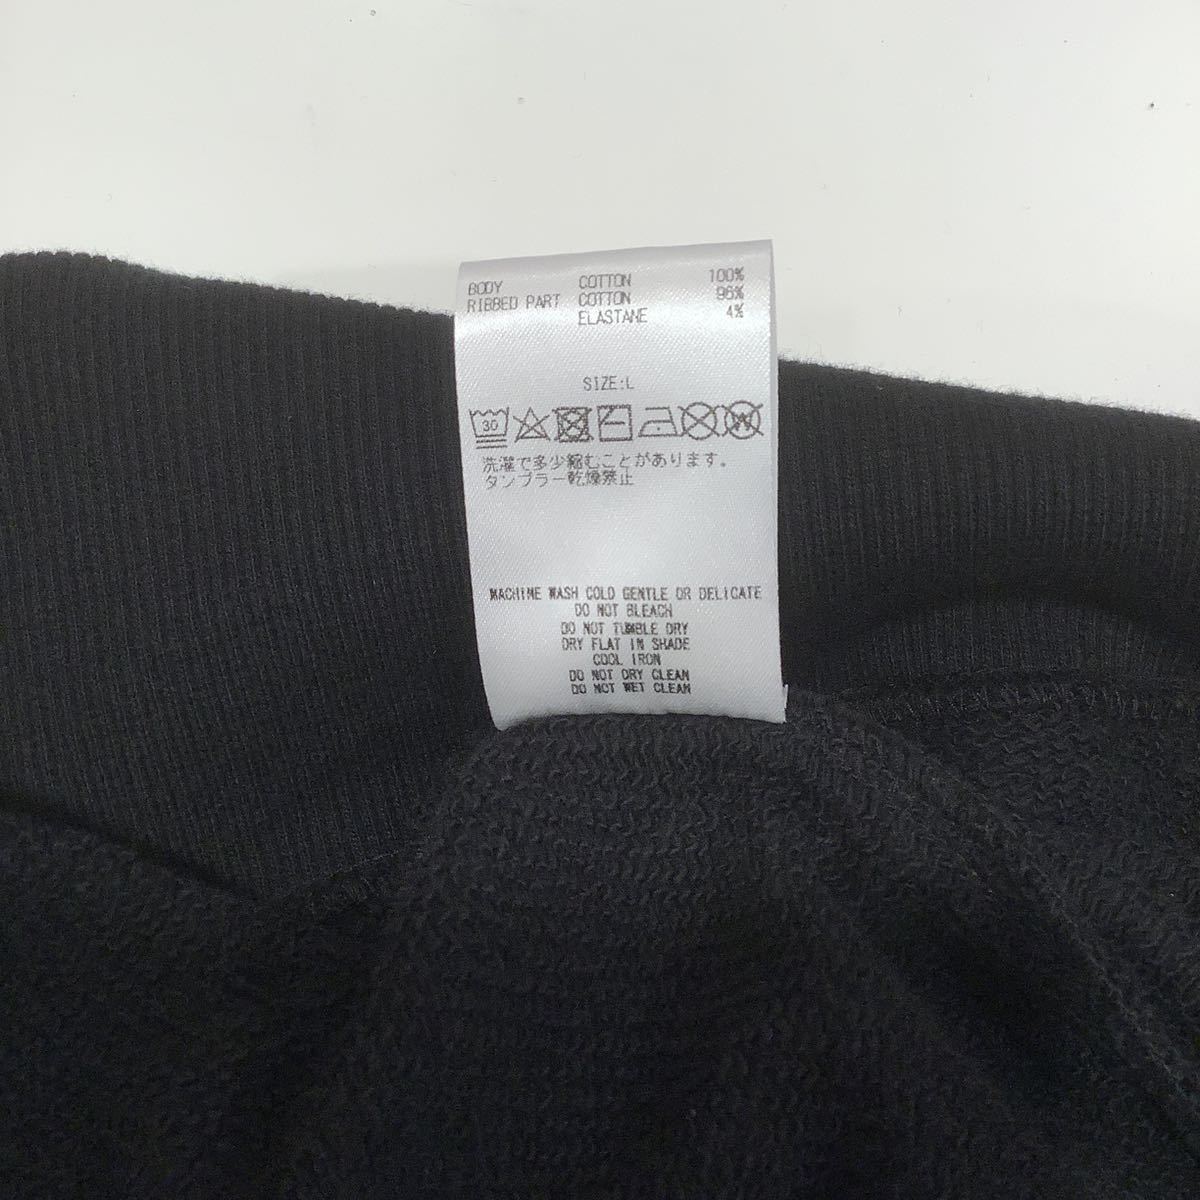 BODY COTTON 100%
RIBBED PART COTTON 96%
ELASTANE 4%
SIZE:L
30 W
洗濯で多少縮むことがあります。
タンブラー乾燥禁止
MACHINE WASH COLD GENTLE OR DELICATE
DO NOT BLEACH
DO NOT TUMBLE DRY
DRY FLAT IN SHADE
COOL IRON
DO NOT DRY CLEAN
DO NOT WET CLEAN